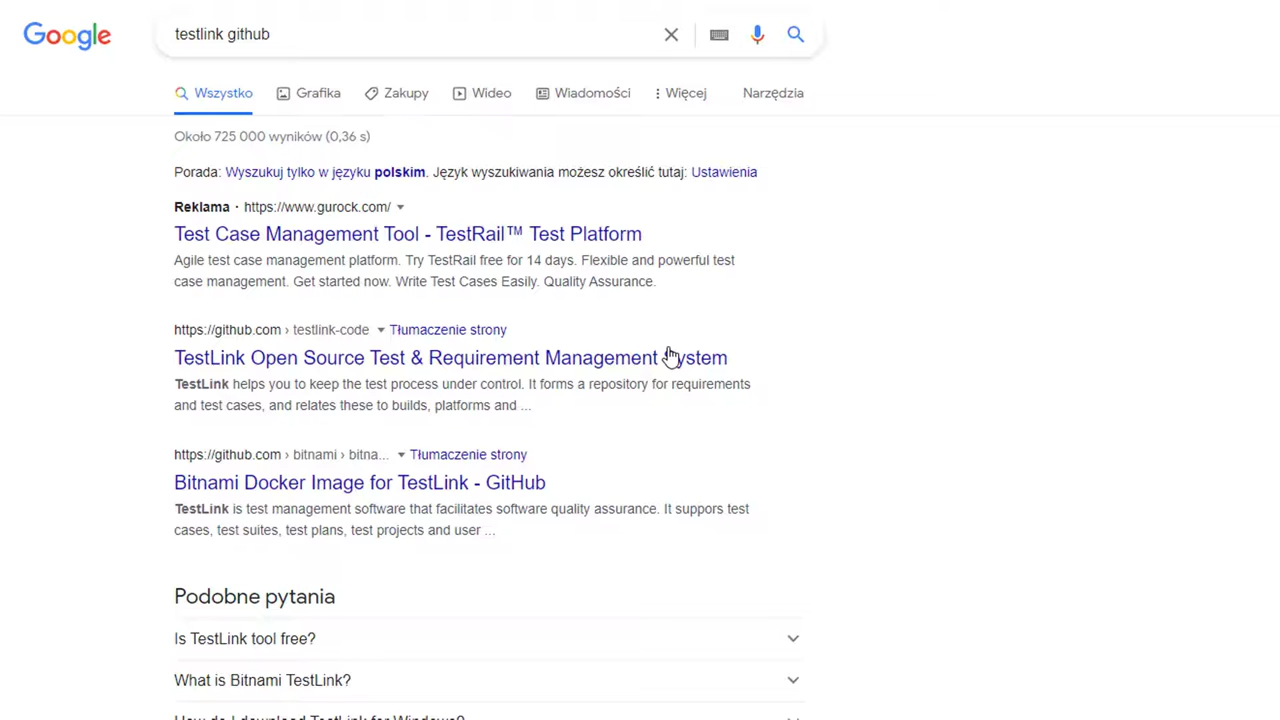 Google
testlink github
Wszystko
Grafika
Zakupy
Wideo
Wiadomości
Więcej
Narzędzia
Około 725 000 wyników (0,36 s)
Porada: Wyszukuj tylko w języku polskim. Język wyszukiwania możesz określić tutaj: Ustawienia
Reklama · https://www.gurock.com/
Test Case Management Tool - TestRail™ Test Platform
Agile test case management platform. Try TestRail free for 14 days. Flexible and powerful test
case management. Get started now. Write Test Cases Easily. Quality Assurance.
https://github.com › testlink-code Tłumaczenie strony
TestLink Open Source Test & Requirement Management System
TestLink helps you to keep the test process under control. It forms a repository for requirements
and test cases, and relates these to builds, platforms and ...
https://github.com › bitnami › bitna... Tłumaczenie strony
Bitnami Docker Image for TestLink - GitHub
TestLink is test management software that facilitates software quality assurance. It suppors test
cases, test suites, test plans, test projects and user ...
Podobne pytania
Is TestLink tool free?
What is Bitnami TestLink?
How do I download TestLink for Windows?